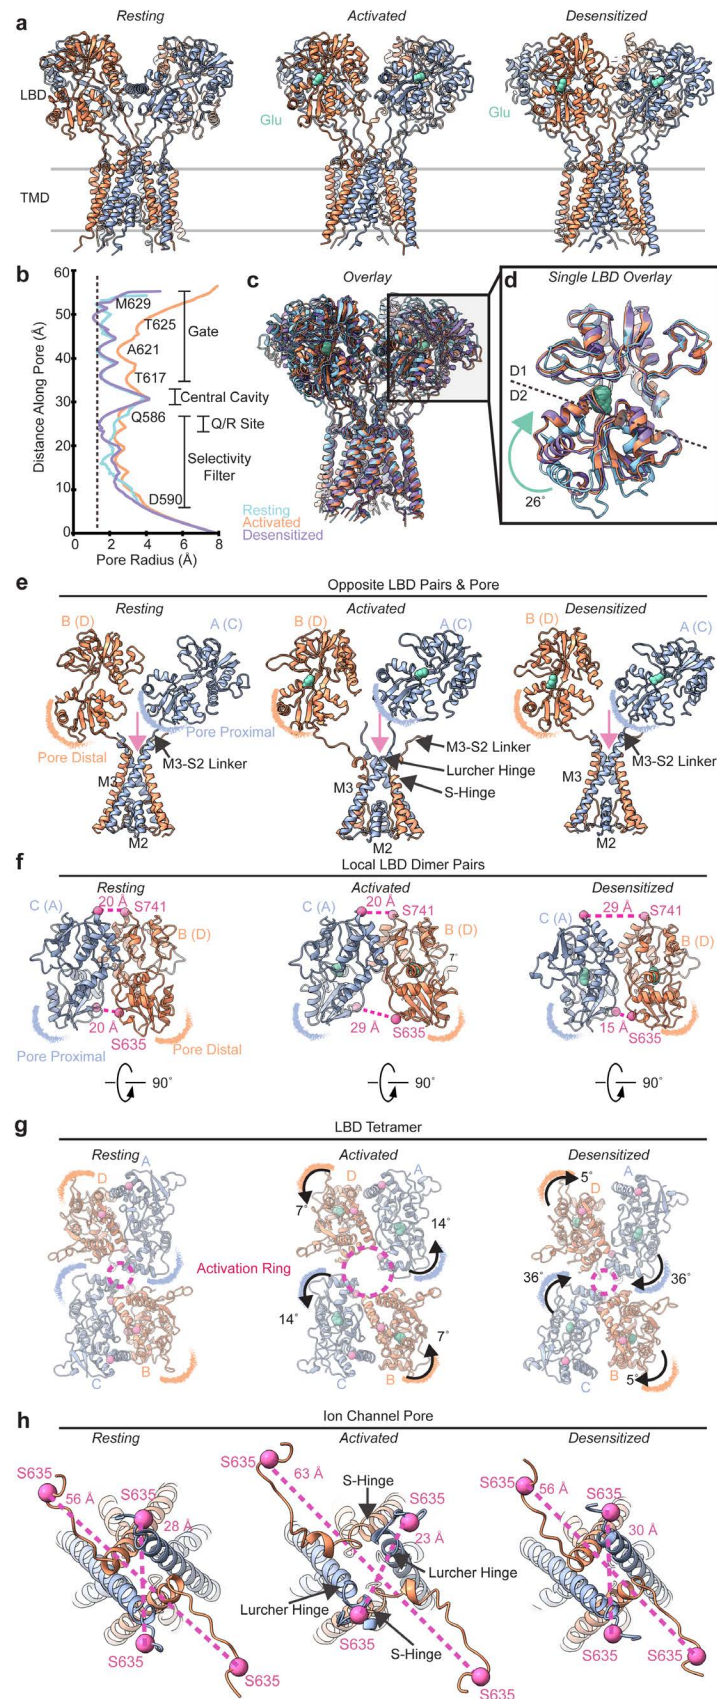 a
Resting
Activated
Desensitized
LBD
Glu
Glu
TMD
b
60
50
40
30
20
10
0
Distance Along Pore (Å)
2
4
6
8
Pore Radius (Å)
M629
T625
A621
T617
Q586
D590
Gate
Central Cavity
Q/R Site
Selectivity
Filter
Resting
Activated
Desensitized
c
Overlay
d
Single LBD Overlay
D1
D2
26°
e
Opposite LBD Pairs & Pore
Resting
Activated
Desensitized
B (D)
A (C)
B (D)
A (C)
B (D)
A (C)
Pore Distal
Pore Proximal
M3-S2 Linker
M3
M2
M3-S2 Linker
Lurcher Hinge
S-Hinge
M3
M2
M3-S2 Linker
f
Local LBD Dimer Pairs
Resting
Activated
Desensitized
20 Å
S741
C (A)
B (D)
20 Å
S635
Pore Proximal
Pore Distal
20 Å
S741
7°
29 Å
S635
29 Å
S741
C (A)
B (D)
15 Å
S635
90°
90°
90°
g
LBD Tetramer
Resting
Activated
Desensitized
A
D
C
B
Activation Ring
A
D
7°
14°
14°
7°
C
B
A
D
5°
36°
36°
5°
C
B
h
Ion Channel Pore
Resting
Activated
Desensitized
S635
56 Å
S635
28 Å
S635
S635
S635
63 Å
S-Hinge
S635
23 Å
Lurcher Hinge
Lurcher Hinge
S635
S-Hinge
S635
S635
56 Å
S635
30 Å
S635
S635